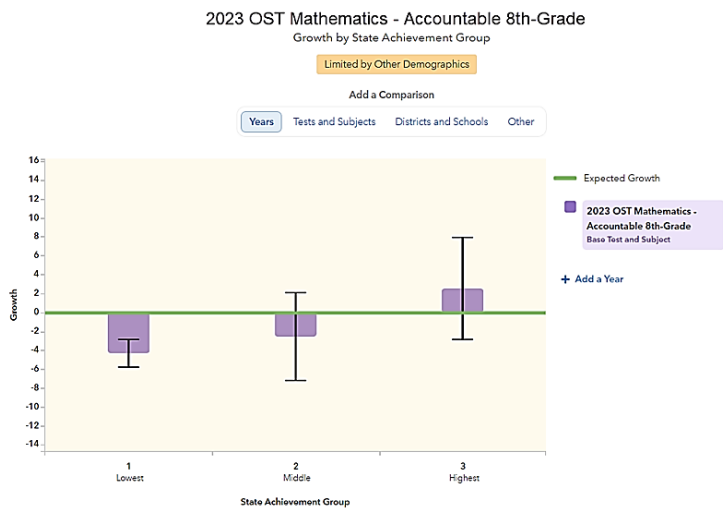 2023 OST Mathematics - Accountable 8th-Grade
Growth by State Achievement Group
Limited by Other Demographics
Add a Comparison
Years Tests and Subjects Districts and Schools Other
16
14
12
10
8
6
4
2
0
-2
-4
-6
-8
-10
-12
-14
Growth
1 2 3
Lowest Middle Highest
State Achievement Group
Expected Growth
2023 OST Mathematics -
Accountable 8th-Grade
Base Test and Subject
+ Add a Year